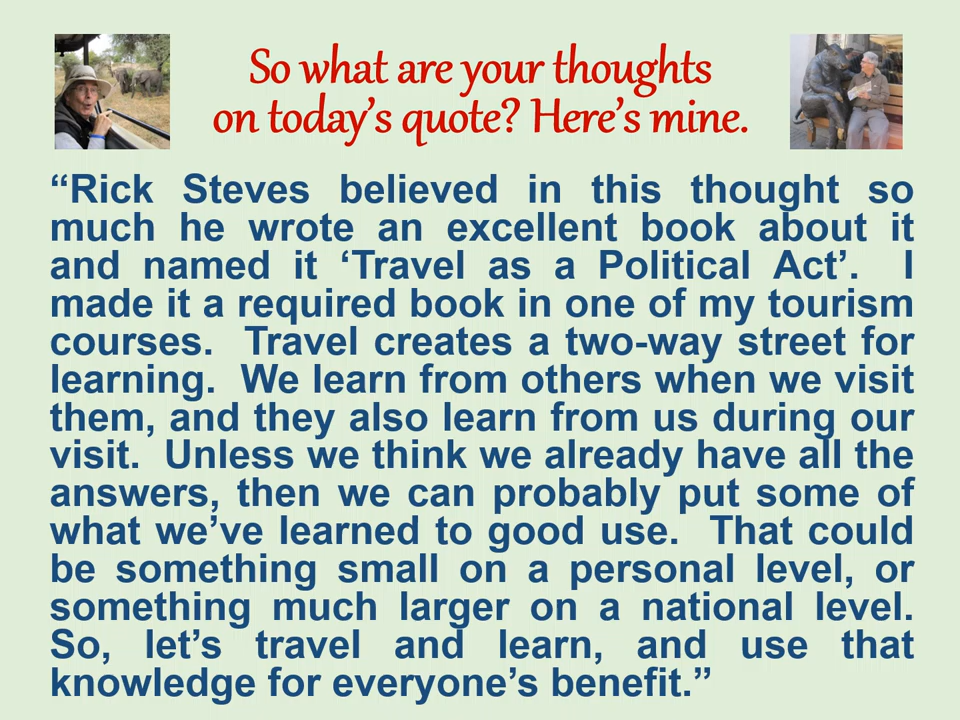 So what are your thoughts
on today’s quote? Here’s mine.
“Rick Steves believed in this thought so
much he wrote an excellent book about it
and named it ‘Travel as a Political Act’.  I
made it a required book in one of my tourism
courses.  Travel creates a two-way street for
learning.  We learn from others when we visit
them, and they also learn from us during our
visit.  Unless we think we already have all the
answers, then we can probably put some of
what we’ve learned to good use.  That could
be something small on a personal level, or
something much larger on a national level.
So, let’s travel and learn, and use that
knowledge for everyone’s benefit.”